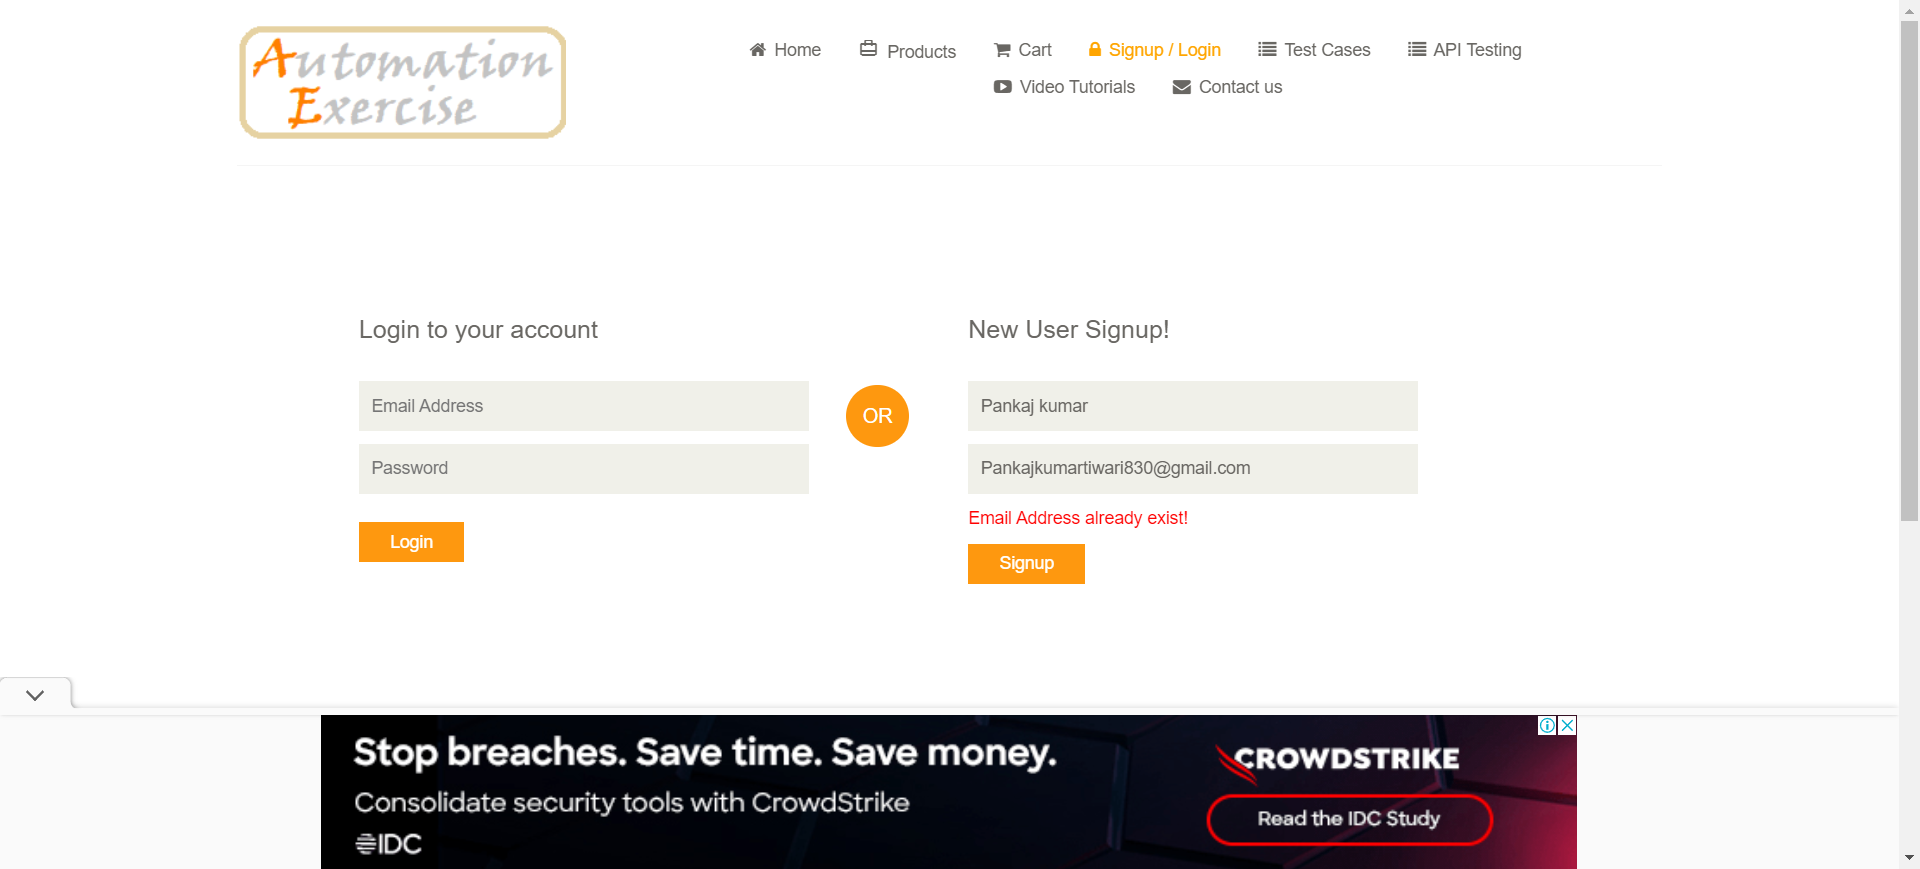 Automation
Exercise
Home
Products
Cart
Signup / Login
Test Cases
API Testing
Video Tutorials
Contact us
Login to your account
Email Address
Password
Login
OR
New User Signup!
Pankaj kumar
Pankajkumartiwari830@gmail.com
Email Address already exist!
Signup
Stop breaches. Save time. Save money.
Consolidate security tools with CrowdStrike
IDC
CROWDSTRIKE
Read the IDC Study